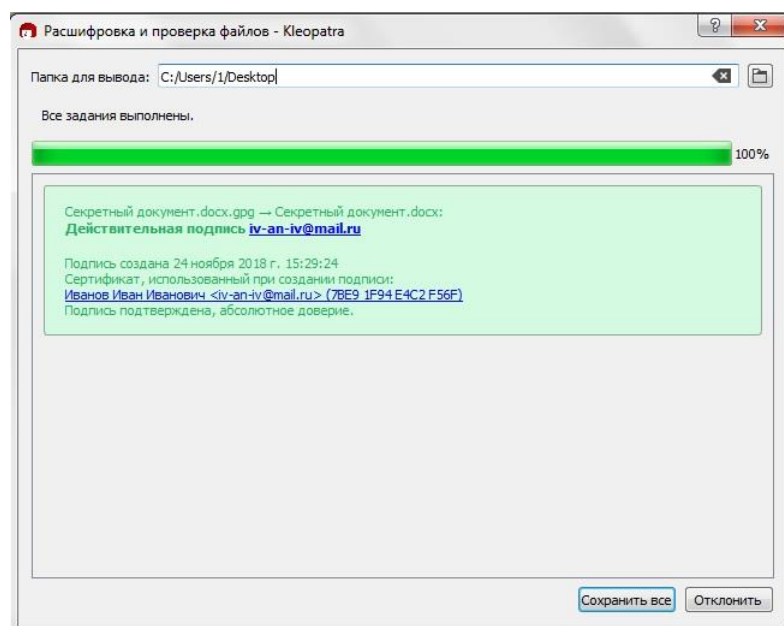 Расшифровка и проверка файлов - Kleopatra
Папка для вывода: C:/Users/1/Desktop
Все задания выполнены.
100%
Секретный документ.docx.gpg → Секретный документ.docx:
Действительная подпись iv-an-iv@mail.ru
Подпись создана 24 ноября 2018 г. 15:29:24
Сертификат, использованный при создании подписи:
Иванов Иван Иванович <iv-an-iv@mail.ru> (7BE9 1F94 E4C2 F56F)
Подпись подтверждена, абсолютное доверие.
Сохранить все Отклонить